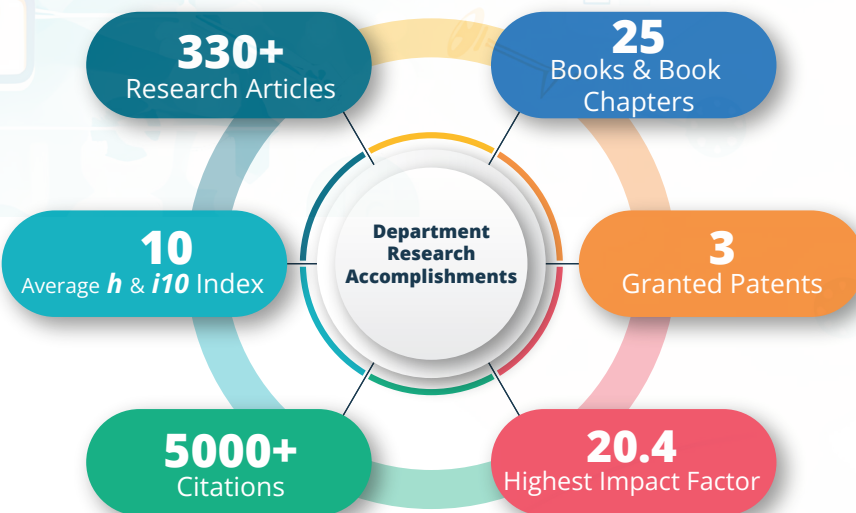 330+
Research Articles
25
Books & Book
Chapters
10
Average h & i10 Index
Department
Research
Accomplishments
3
Granted Patents
5000+
Citations
20.4
Highest Impact Factor